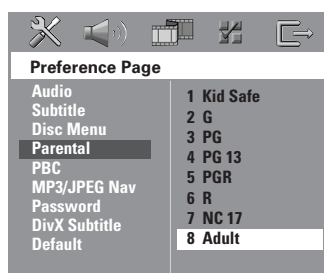 Preference Page
Audio
Subtitle
Disc Menu
Parental
PBC
MP3/JPEG Nav
Password
DivX Subtitle
Default
1 Kid Safe
2 G
3 PG
4 PG 13
5 PGR
6 R
7 NC 17
8 Adult